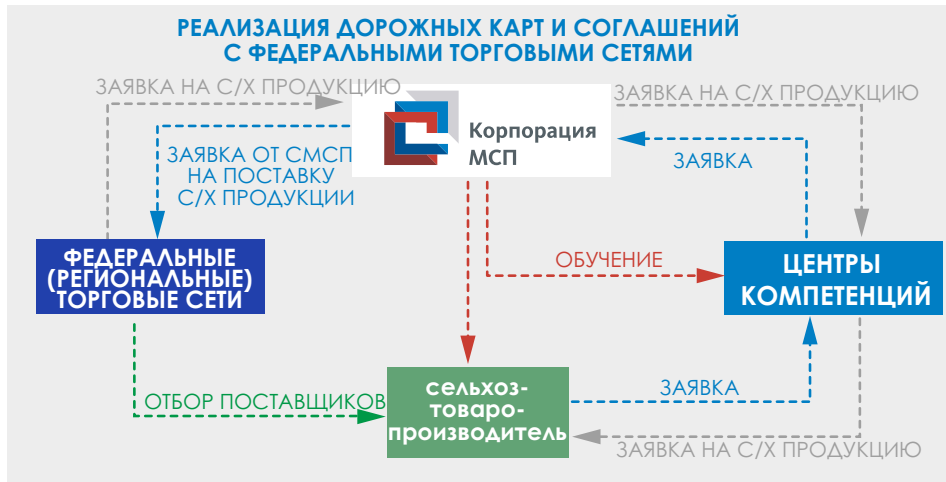 РЕАЛИЗАЦИЯ ДОРОЖНЫХ КАРТ И СОГЛАШЕНИЙ
С ФЕДЕРАЛЬНЫМИ ТОРГОВЫМИ СЕТЯМИ
ЗАЯВКА НА С/Х ПРОДУКЦИЮ
ЗАЯВКА НА С/Х ПРОДУКЦИЮ
Корпорация
МСП
ЗАЯВКА ОТ СМСП
НА ПОСТАВКУ
С/Х ПРОДУКЦИИ
ЗАЯВКА
ФЕДЕРАЛЬНЫЕ
(РЕГИОНАЛЬНЫЕ)
ТОРГОВЫЕ СЕТИ
ОБУЧЕНИЕ
ЦЕНТРЫ
КОМПЕТЕНЦИЙ
ОТБОР ПОСТАВЩИКОВ
сельхоз-
товаро-
производитель
ЗАЯВКА
ЗАЯВКА НА С/Х ПРОДУКЦИЮ